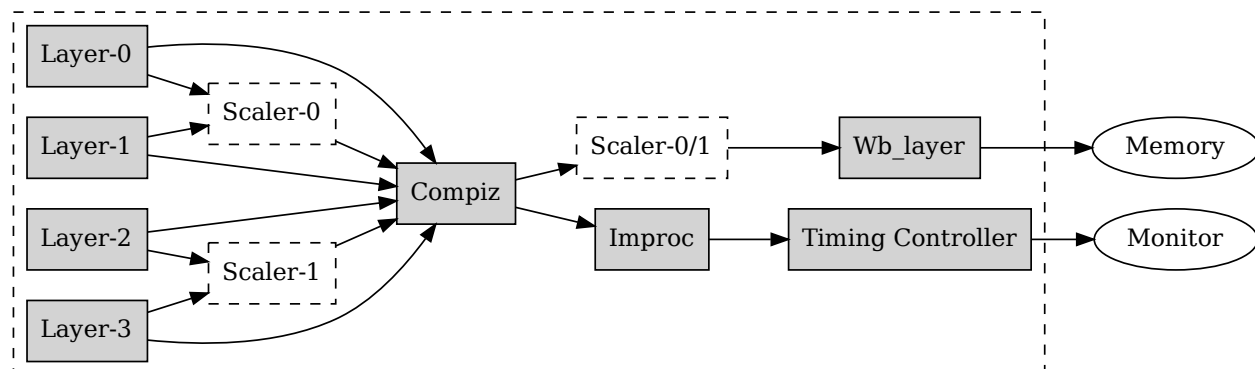 Layer-0
Scaler-0
Layer-1
Scaler-0/1
Wb_layer
Memory
Compiz
Layer-2
Improc
Timing Controller
Monitor
Scaler-1
Layer-3